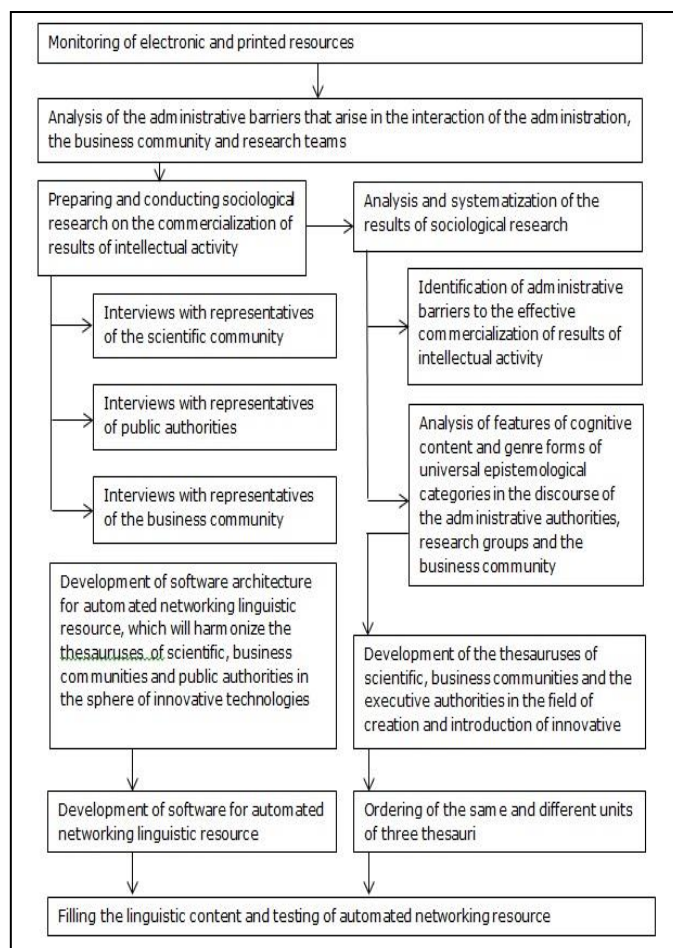 Monitoring of electronic and printed resources
Analysis of the administrative barriers that arise in the interaction of the administration,
the business community and research teams
Preparing and conducting sociological
research on the commercialization of
results of intellectual activity
Analysis and systematization of the
results of sociological research
Interviews with representatives
of the scientific community
Identification of administrative
barriers to the effective
commercialization of results of
intellectual activity
Interviews with representatives
of public authorities
Interviews with representatives
of the business community
Analysis of features of cognitive
content and genre forms of
universal epistemological
categories in the discourse of
the administrative authorities,
research groups and the
business community
Development of software architecture
for automated networking linguistic
resource, which will harmonize the
thesauruses of scientific, business
communities and public authorities in
the sphere of innovative technologies
Development of the thesauruses of
scientific, business communities and the
executive authorities in the field of
creation and introduction of innovative
Development of software for automated
networking linguistic resource
Ordering of the same and different units
of three thesauri
Filling the linguistic content and testing of automated networking resource